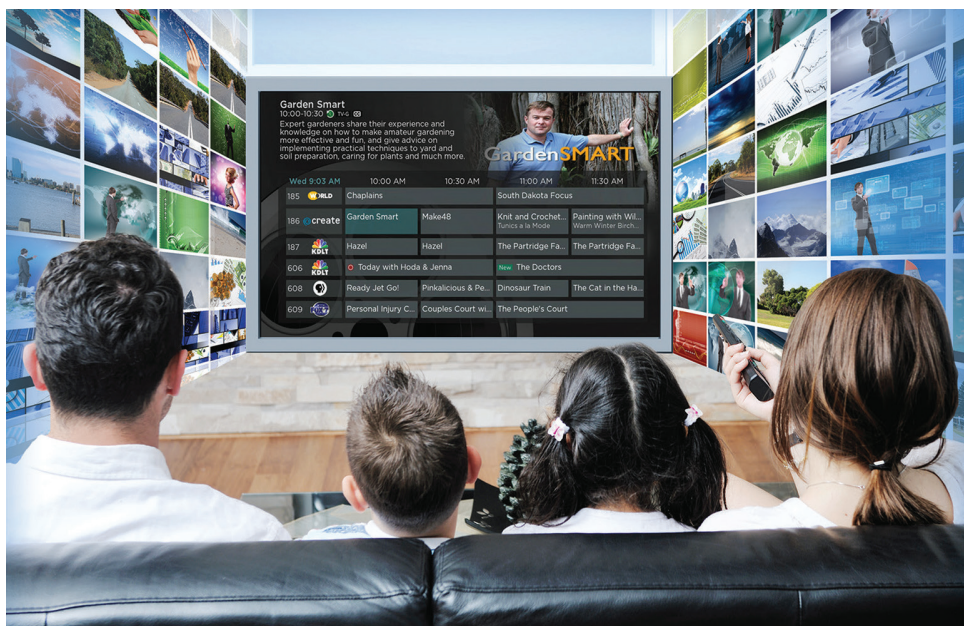 Garden Smart
10:00-10:30 TV-G
Expert gardeners share their experience and
knowledge on how to make amateur gardening
more effective and fun, and give advice on
implementing practical techniques to yard and
soil preparation, caring for plants and much more.
GardenSMART
Wed 9:03 AM 10:00 AM 10:30 AM 11:00 AM 11:30 AM
185 WORLD Chaplains South Dakota Focus
186 create Garden Smart Make48 Knit and Crochet... Painting with Wil...
Tunics a la Mode Warm Winter Birch...
187 KDLT Hazel Hazel The Partridge Fa... The Partridge Fa...
606 KDLT Today with Hoda & Jenna New The Doctors
608 Ready Jet Go! Pinkalicious & Pe... Dinosaur Train The Cat in the Ha...
609 Personal Injury C... Couples Court wi... The People's Court